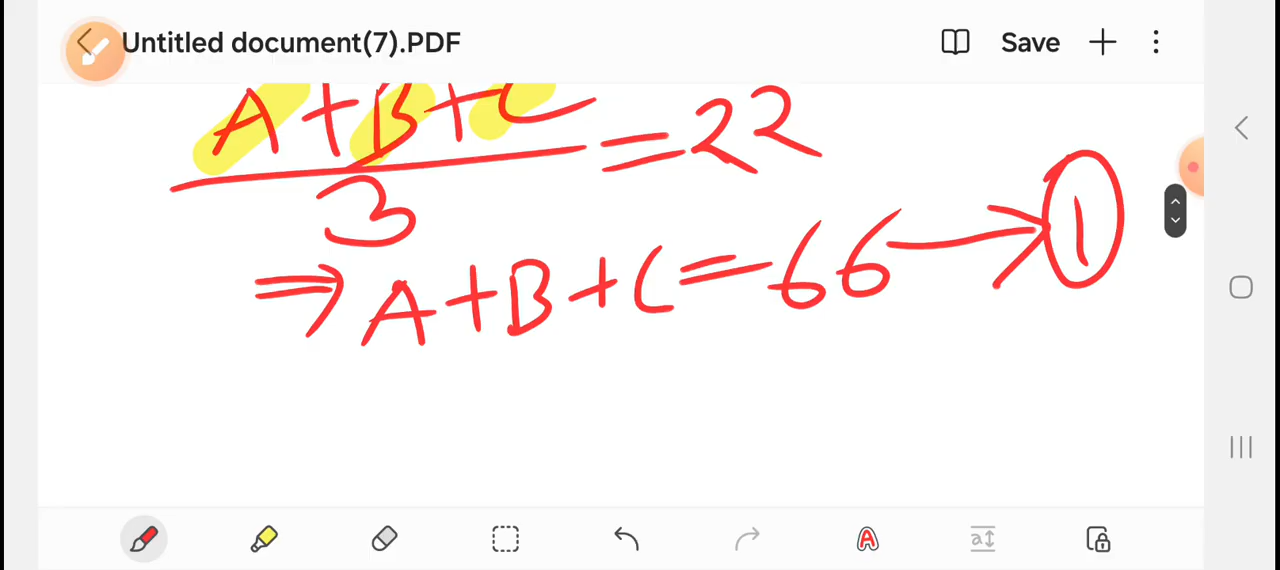 Untitled document(7).PDF Save
A+B+C
3
=22
⇒A+B+C=66→①
A
a